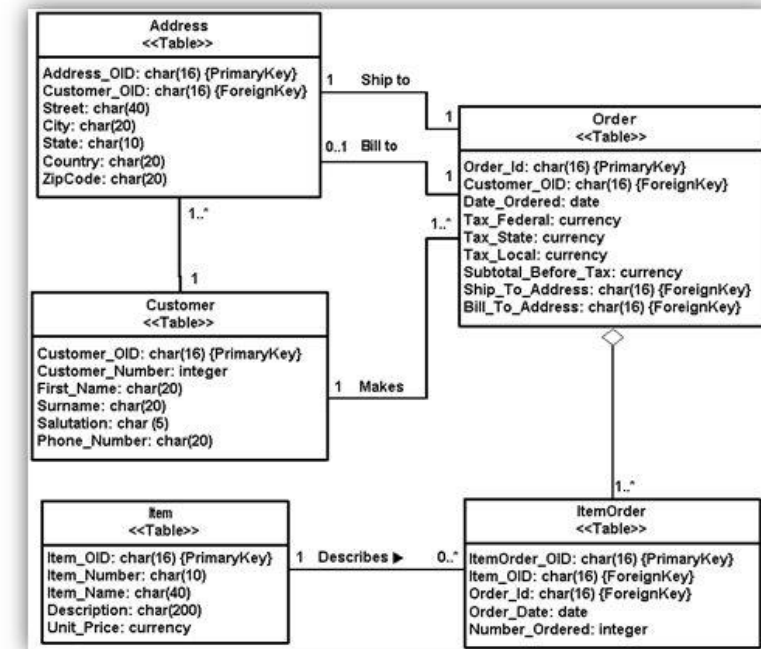 Address
<<Table>>
Address_OID: char(16) {PrimaryKey}
Customer_OID: char(16) {ForeignKey}
Street: char(40)
City: char(20)
State: char(10)
Country: char(20)
ZipCode: char(20)
1 Ship to
1
0..1 Bill to
1
1..*
Order
<<Table>>
Order_Id: char(16) {PrimaryKey}
Customer_OID: char(16) {ForeignKey}
Date_Ordered: date
Tax_Federal: currency
Tax_State: currency
Tax_Local: currency
Subtotal_Before_Tax: currency
Ship_To_Address: char(16) {ForeignKey}
Bill_To_Address: char(16) {ForeignKey}
1..*
1
Customer
<<Table>>
Customer_OID: char(16) {PrimaryKey}
Customer_Number: integer
First_Name: char(20)
Surname: char(20)
Salutation: char (5)
Phone_Number: char(20)
1 Makes
1..*
Item
<<Table>>
Item_OID: char(16) {PrimaryKey}
Item_Number: char(10)
Item_Name: char(40)
Description: char(200)
Unit_Price: currency
1 Describes ▶ 0..*
ItemOrder
<<Table>>
ItemOrder_OID: char(16) {PrimaryKey}
Item_OID: char(16) {ForeignKey}
Order_Id: char(16) {ForeignKey}
Order_Date: date
Number_Ordered: integer